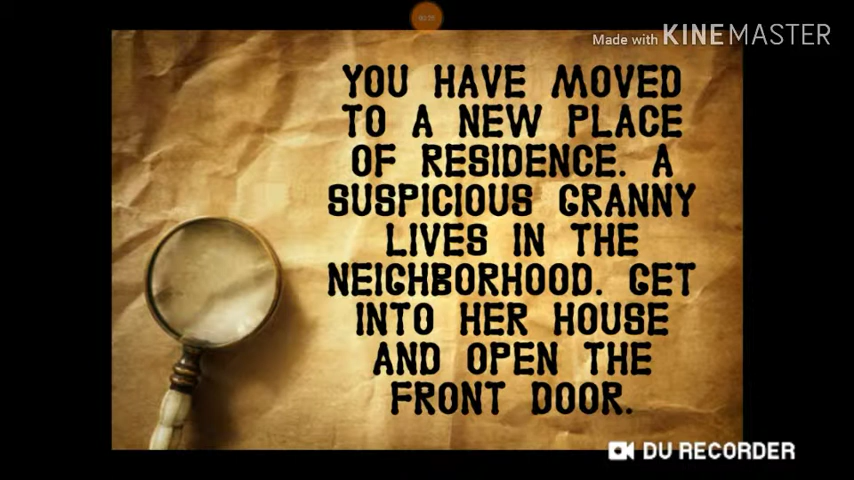 Made with KINEMASTER
YOU HAVE MOVED
TO A NEW PLACE
OF RESIDENCE. A
SUSPICIOUS GRANNY
LIVES IN THE
NEIGHBORHOOD. GET
INTO HER HOUSE
AND OPEN THE
FRONT DOOR.
DU RECORDER